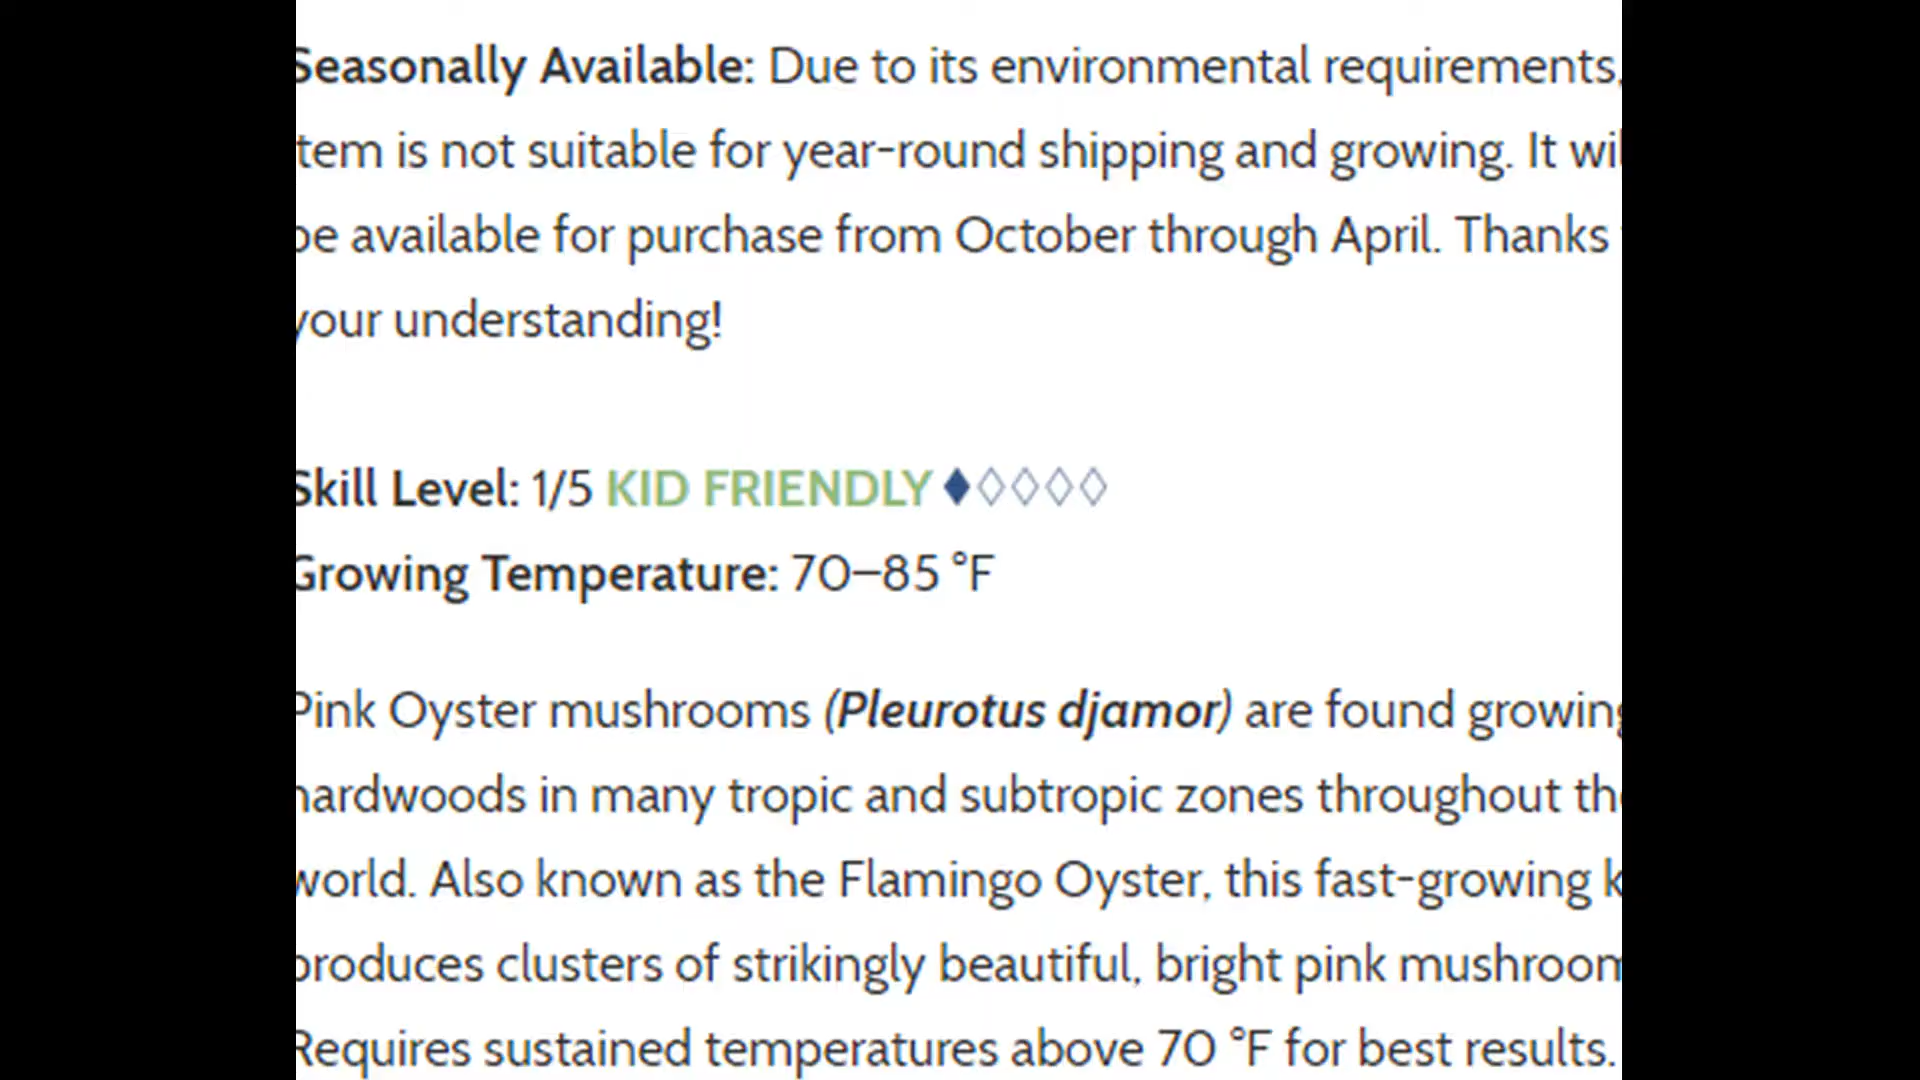 Seasonally Available: Due to its environmental requirements,
tem is not suitable for year-round shipping and growing. It wil
be available for purchase from October through April. Thanks
your understanding!
Skill Level: 1/5 KID FRIENDLY ♦♢♢♢♢
Growing Temperature: 70–85 °F
Pink Oyster mushrooms (Pleurotus djamor) are found growing
hardwoods in many tropic and subtropic zones throughout the
world. Also known as the Flamingo Oyster, this fast-growing k
produces clusters of strikingly beautiful, bright pink mushroom
Requires sustained temperatures above 70 °F for best results.